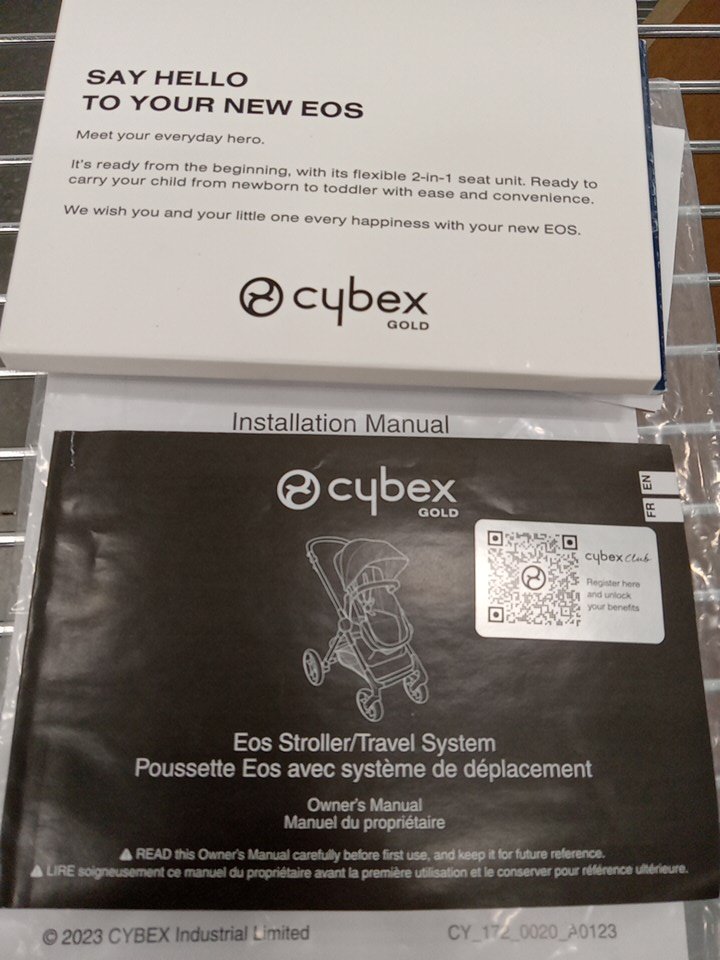 SAY HELLO
TO YOUR NEW EOS
Meet your everyday hero.
It's ready from the beginning, with its flexible 2-in-1 seat unit. Ready to
carry your child from newborn to toddler with ease and convenience.
We wish you and your little one every happiness with your new EOS.
cybex
GOLD
Installation Manual
cybex
GOLD
EN
FR
cybex Club
Register here
and unlock
your benefits
Eos Stroller/Travel System
Poussette Eos avec système de déplacement
Owner's Manual
Manuel du propriétaire
READ this Owner's Manual carefully before first use, and keep it for future reference.
LIRE soigneusement ce manuel du propriétaire avant la première utilisation et le conserver pour référence ultérieure.
© 2023 CYBEX Industrial Limited
CY_172_0020_A0123